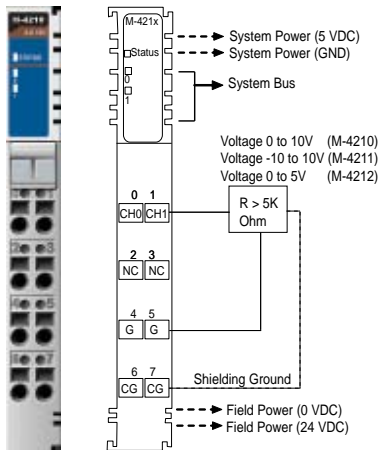 M-4210
M-421x
Status
0
1
System Power (5 VDC)
System Power (GND)
System Bus
Voltage 0 to 10V (M-4210)
Voltage -10 to 10V (M-4211)
Voltage 0 to 5V (M-4212)
R > 5K
Ohm
0 1
CH0 CH1
2 3
NC NC
4 5
G G
6 7
CG CG
Shielding Ground
Field Power (0 VDC)
Field Power (24 VDC)